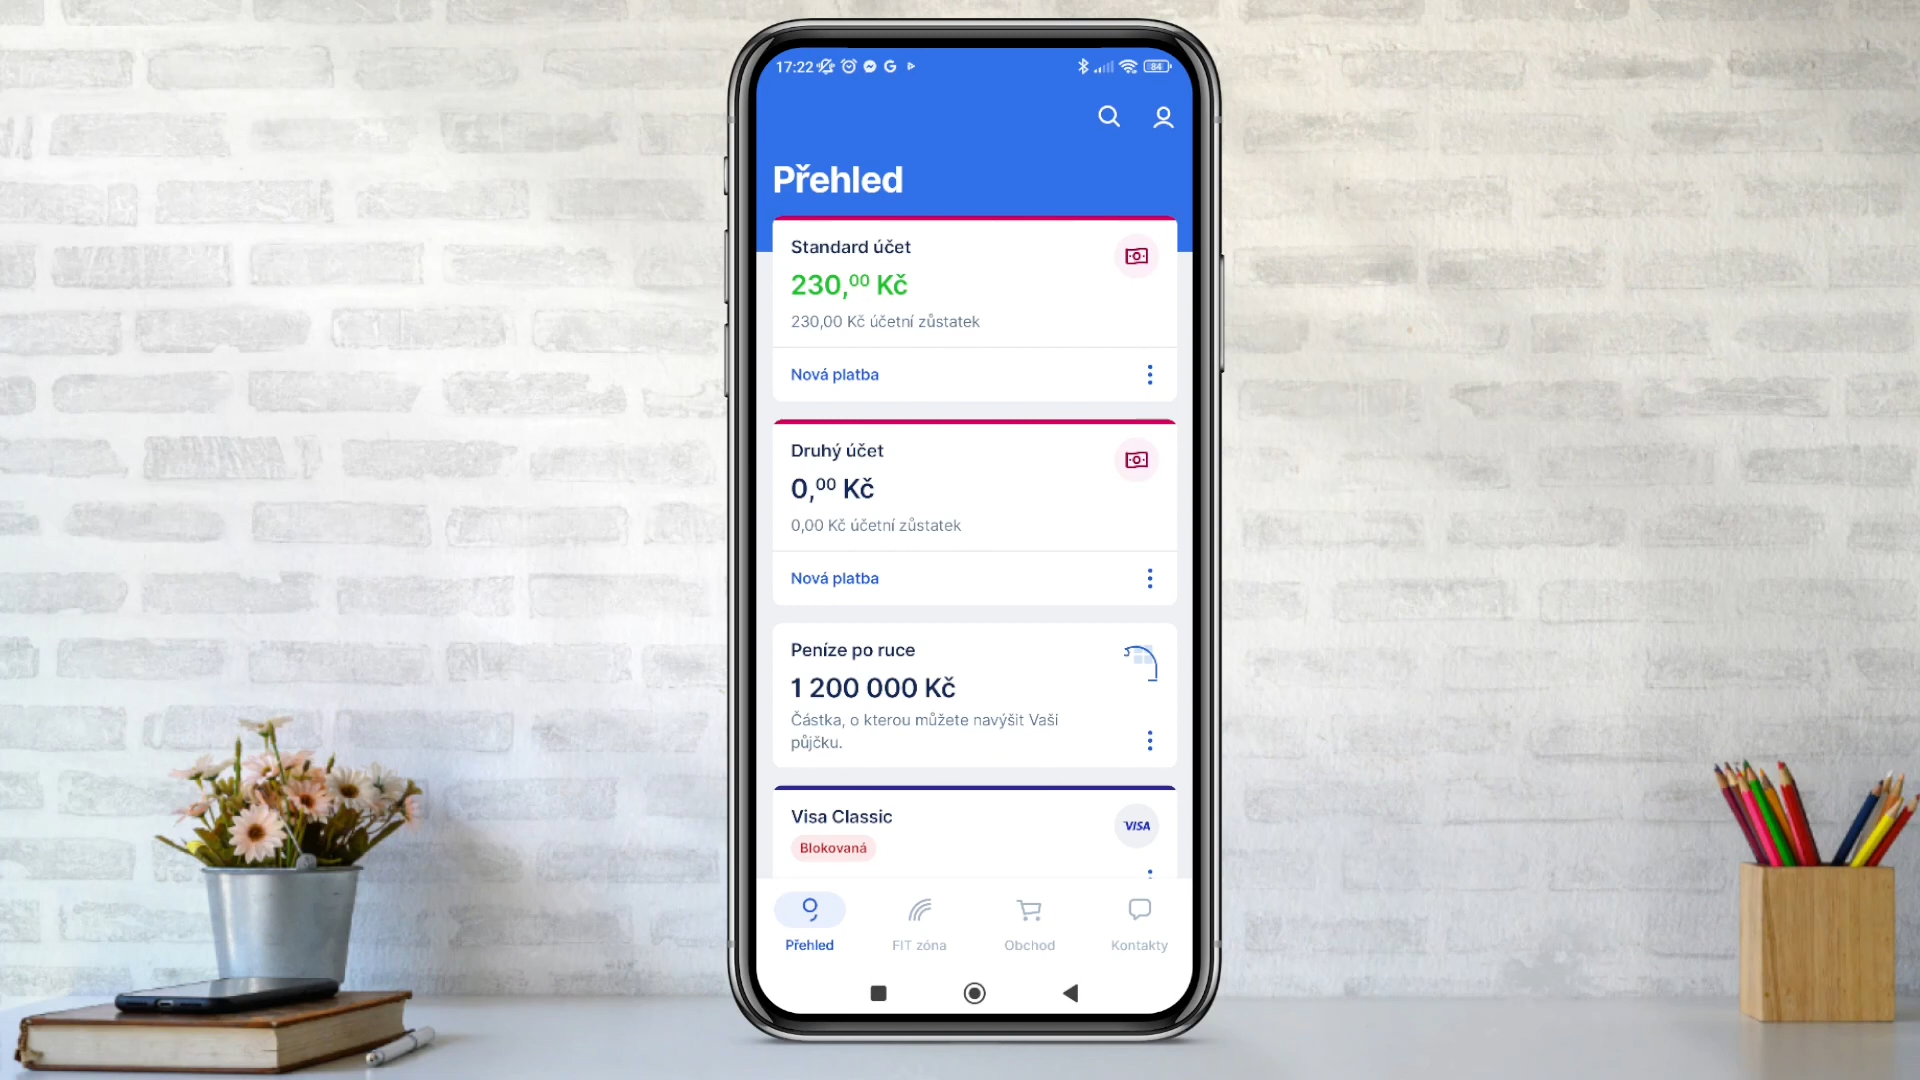 17:22
84
Přehled
Standard účet
230,00 Kč
230,00 Kč účetní zůstatek
Nová platba
Druhý účet
0,00 Kč
0,00 Kč účetní zůstatek
Nová platba
Peníze po ruce
1 200 000 Kč
Částka, o kterou můžete navýšit Vaši
půjčku.
Visa Classic
VISA
Blokovaná
Přehled
FIT zóna
Obchod
Kontakty